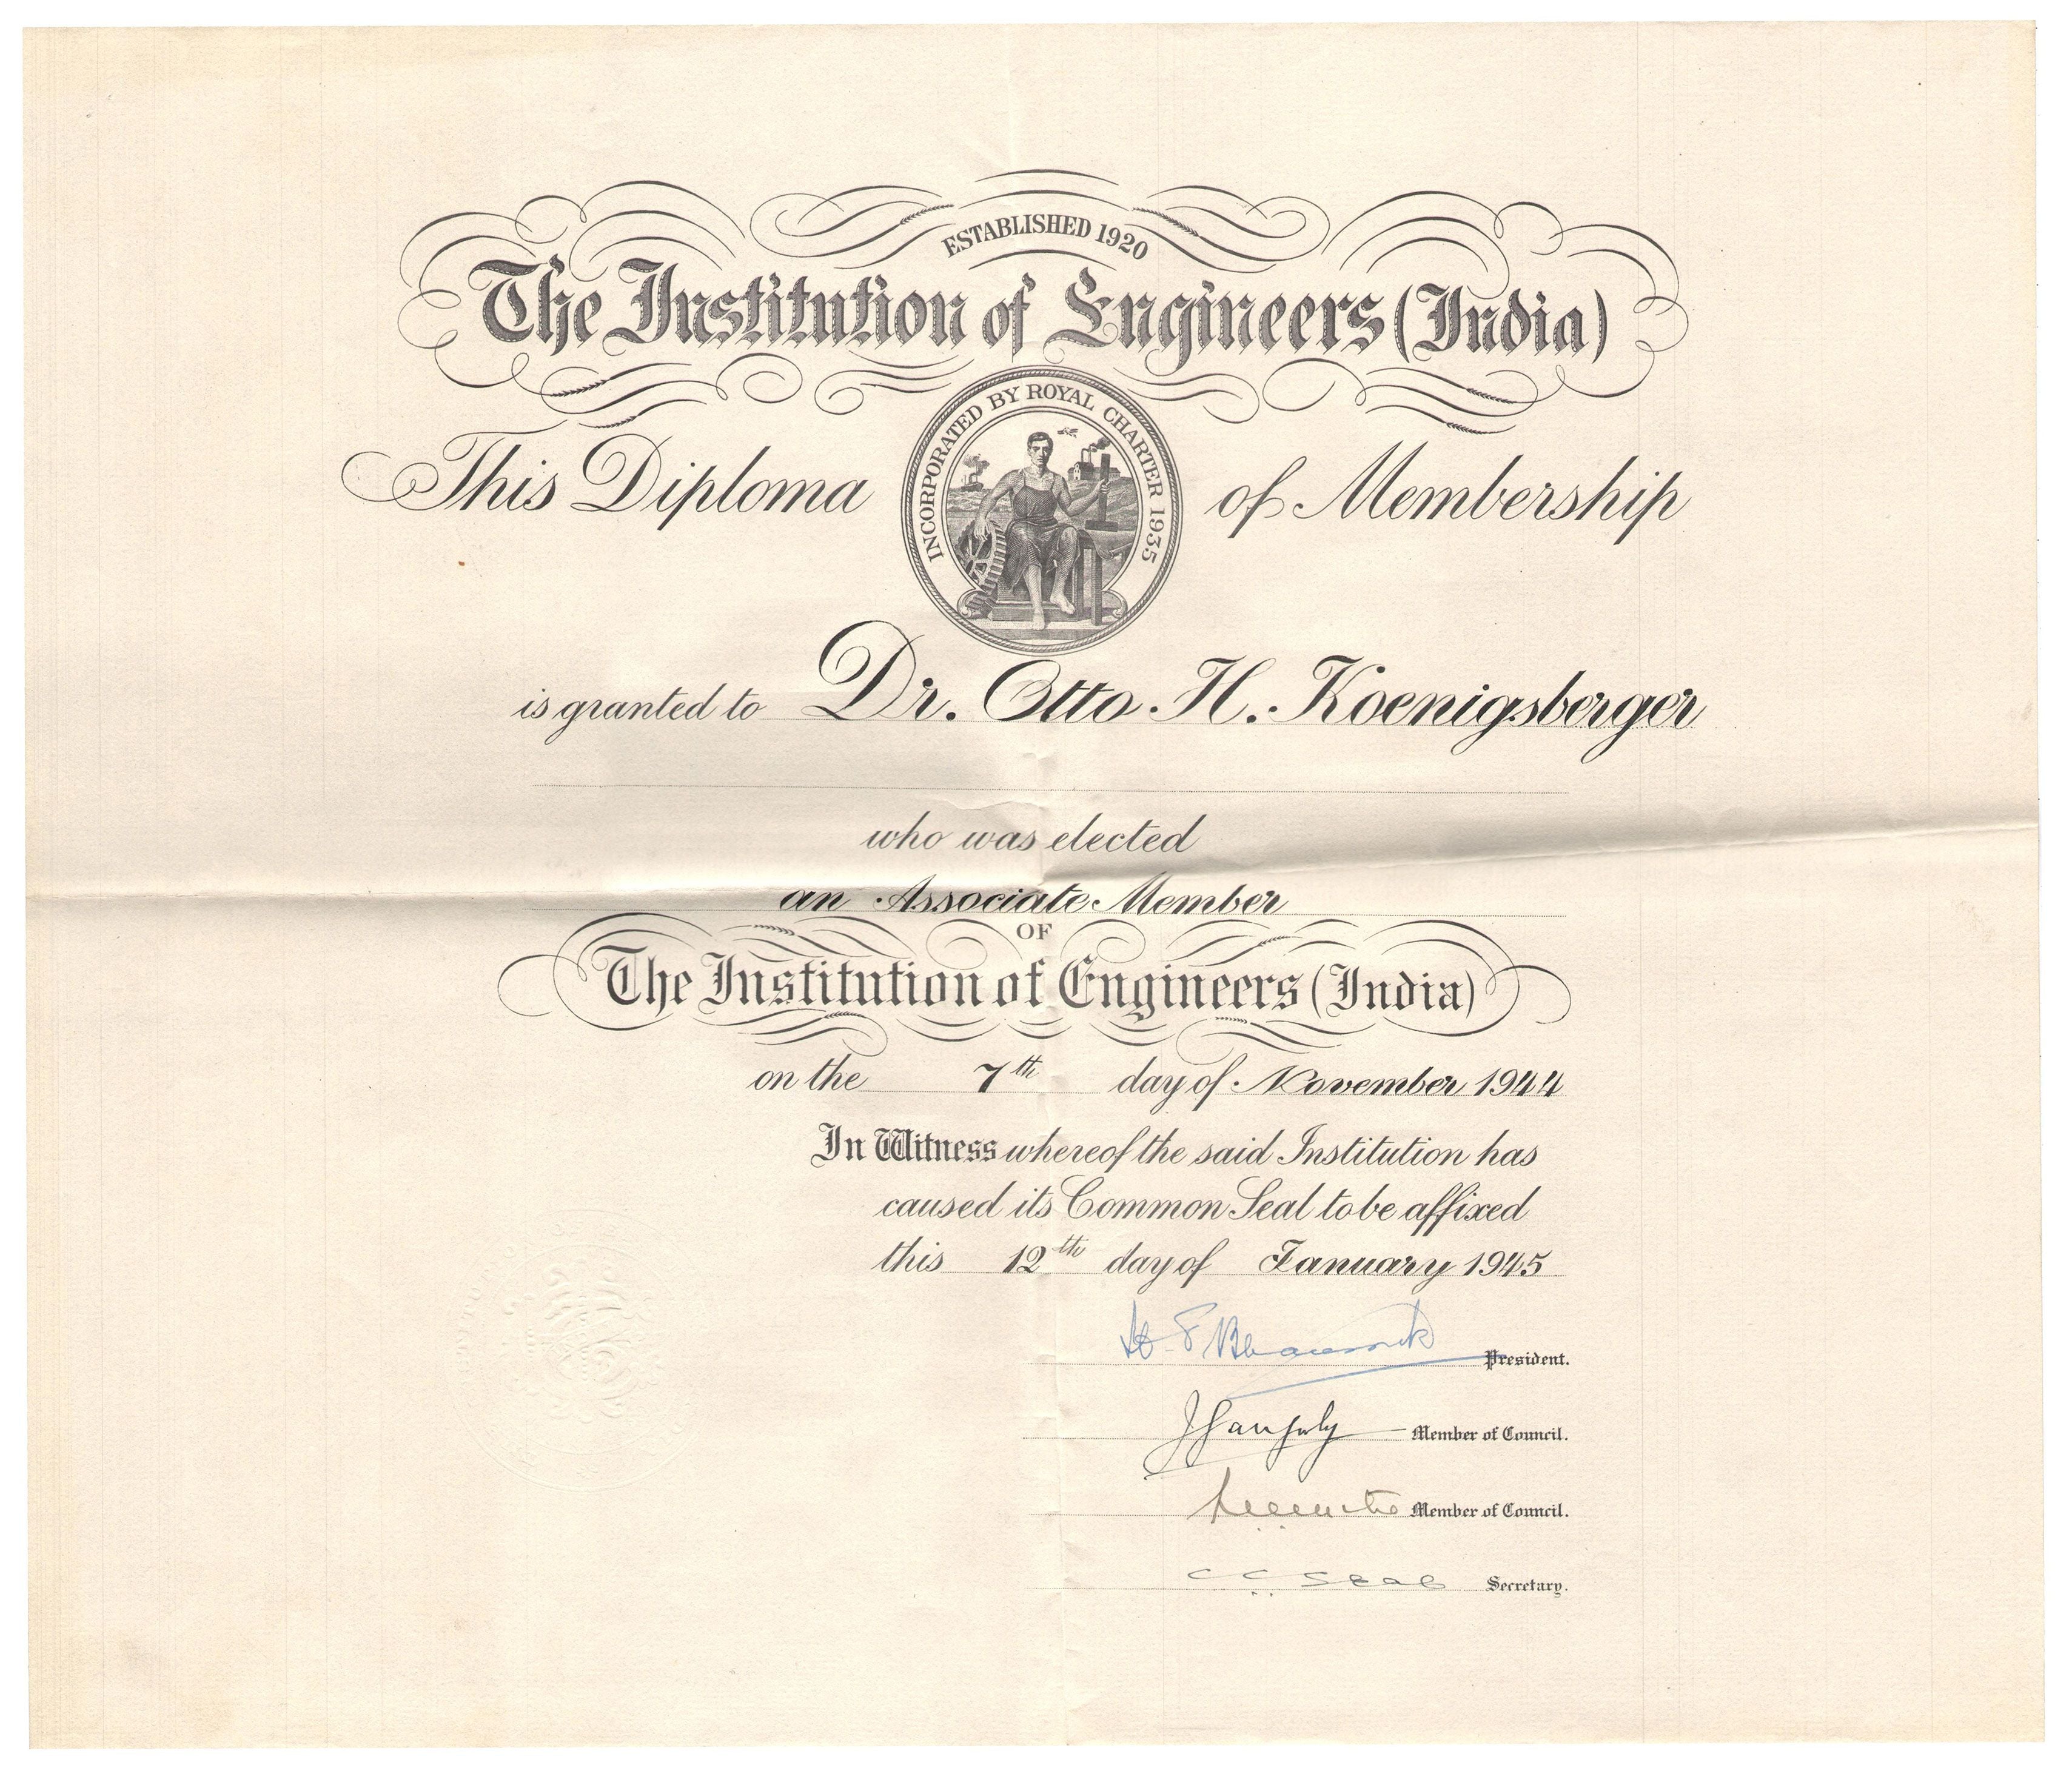 ESTABLISHED 1920
The Institution of Engineers (India)
INCORPORATED BY ROYAL CHARTER 1935
This Diploma of Membership
is granted to Dr. Otto H. Koenigsberger
who was elected
an Associate Member
OF
The Institution of Engineers (India)
on the 7th day of November 1944
In Witness whereof the said Institution has
caused its Common Seal to be affixed
this 12th day of January 1945
President.
J Ganguly Member of Council.
Member of Council.
C C Seal Secretary.